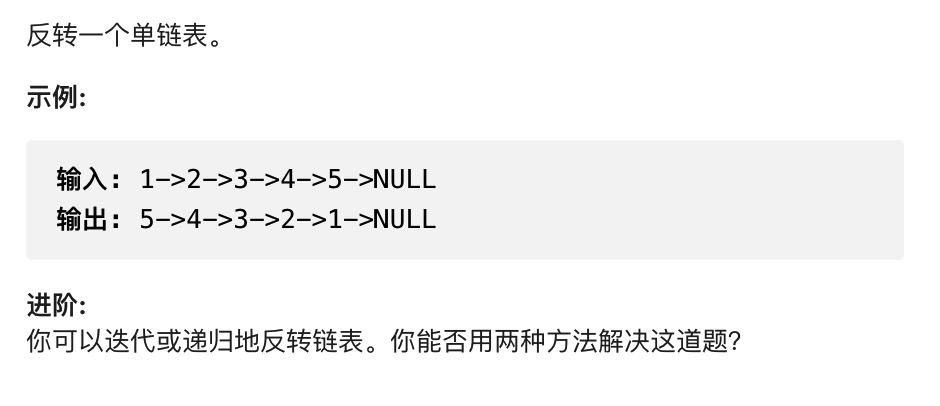 反转一个单链表。
示例:
输入: 1->2->3->4->5->NULL
输出: 5->4->3->2->1->NULL
进阶:
你可以迭代或递归地反转链表。你能否用两种方法解决这道题?